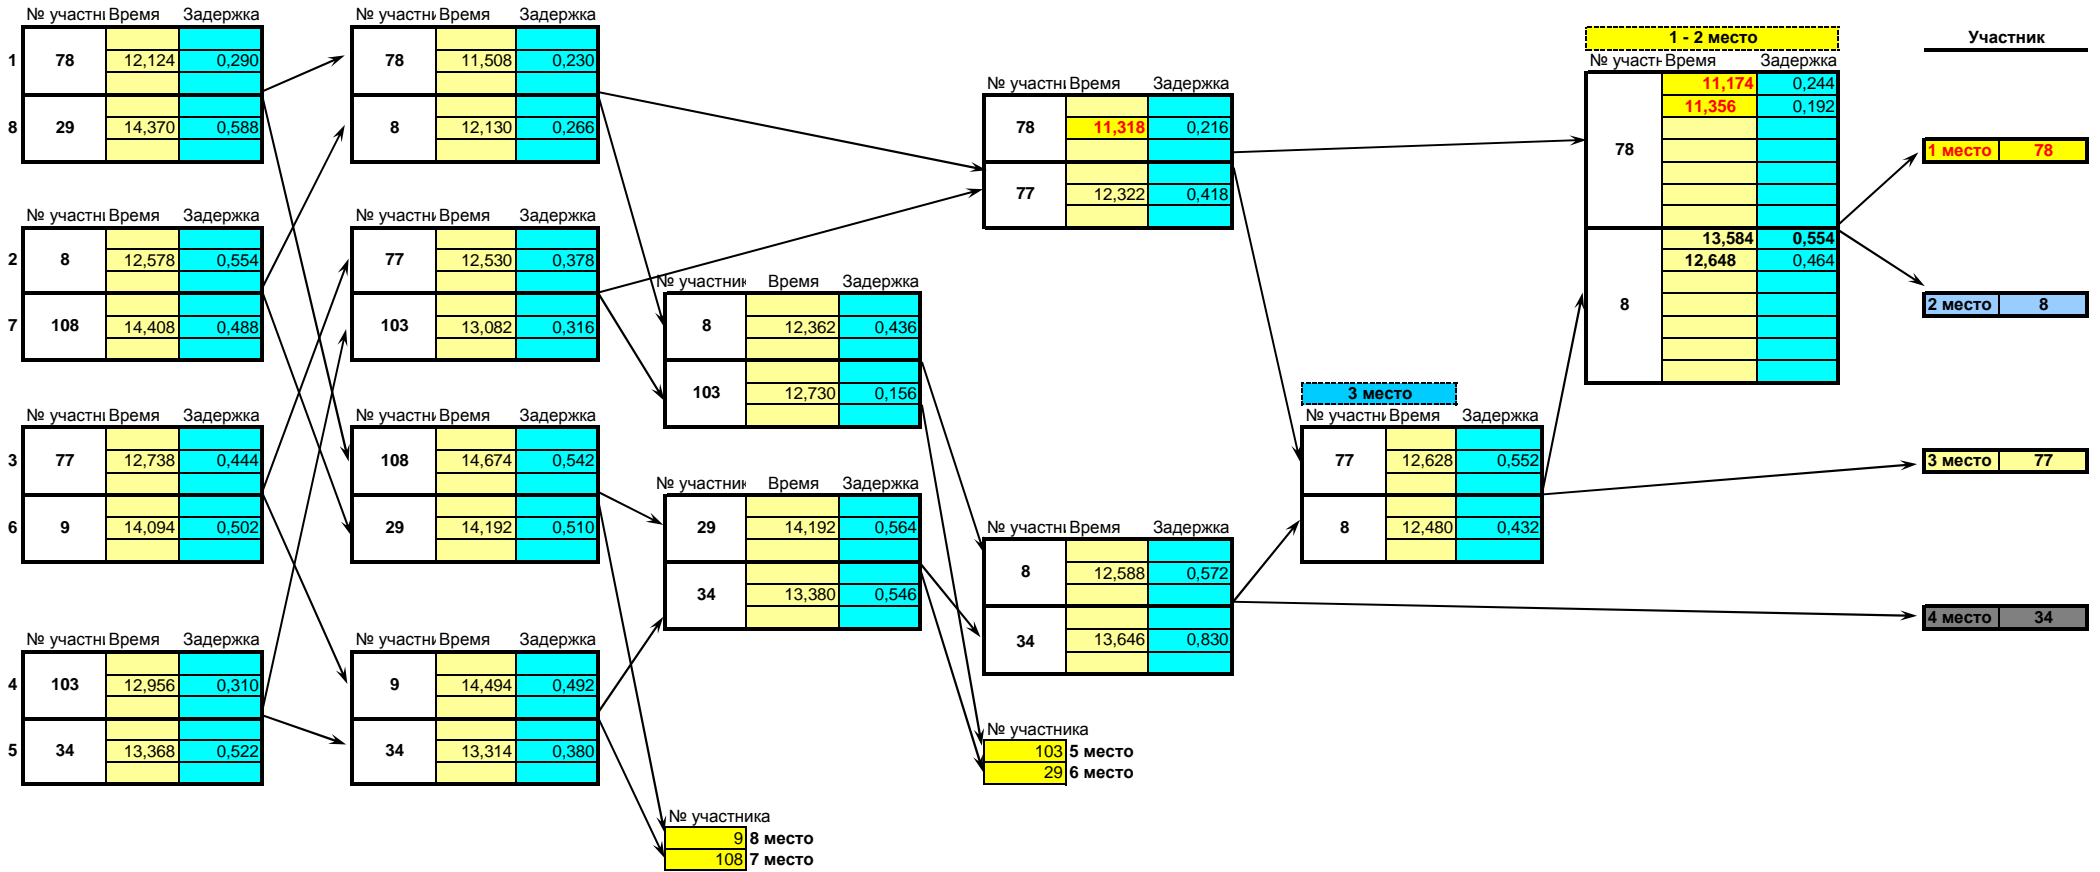 № участни Время Задержка
1 78 12,124 0,290
8 29 14,370 0,588
№ участни Время Задержка
2 8 12,578 0,554
7 108 14,408 0,488
№ участни Время Задержка
3 77 12,738 0,444
6 9 14,094 0,502
№ участни Время Задержка
4 103 12,956 0,310
5 34 13,368 0,522
№ участни Время Задержка
78 11,508 0,230
8 12,130 0,266
№ участни Время Задержка
77 12,530 0,378
103 13,082 0,316
108 14,674 0,542
29 14,192 0,510
№ участни Время Задержка
9 14,494 0,492
34 13,314 0,380
№ участник Время Задержка
8 12,362 0,436
103 12,730 0,156
№ участник Время Задержка
29 14,192 0,564
34 13,380 0,546
№ участника
9 8 место
108 7 место
№ участни Время Задержка
78 11,318 0,216
77 12,322 0,418
№ участни Время Задержка
8 12,588 0,572
34 13,646 0,830
№ участника
103 5 место
29 6 место
3 место
№ участни Время Задержка
77 12,628 0,552
8 12,480 0,432
1 - 2 место
№ участн Время Задержка
11,174 0,244
11,356 0,192
78
13,584 0,554
12,648 0,464
8
Участник
1 место 78
2 место 8
3 место 77
4 место 34